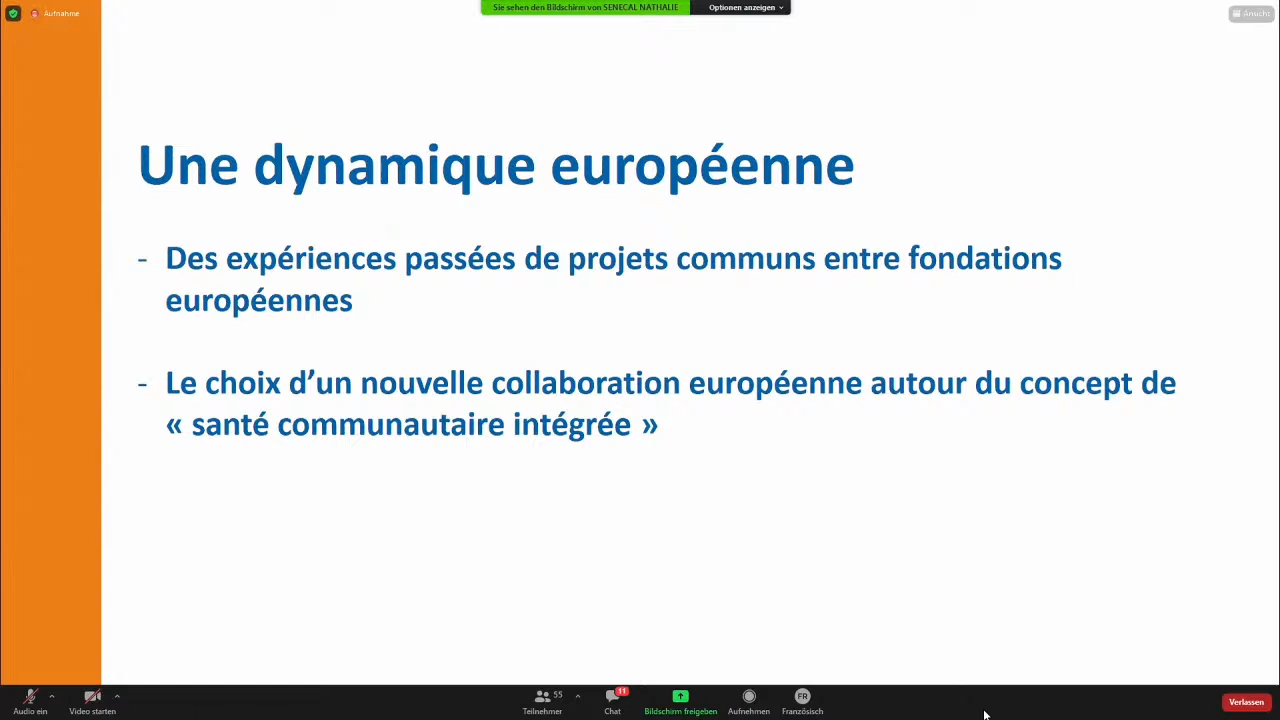 Aufnahme
Sie sehen den Bildschirm von SENECAL NATHALIE
Optionen anzeigen
Ansicht
Une dynamique européenne
- Des expériences passées de projets communs entre fondations
européennes
- Le choix d’un nouvelle collaboration européenne autour du concept de
« santé communautaire intégrée »
Audio ein
Video starten
55
Teilnehmer
11
Chat
Bildschirm freigeben
Aufnehmen
FR
Französisch
Verlassen